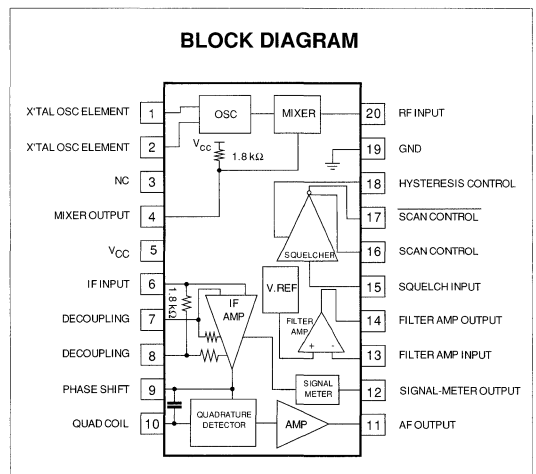 BLOCK DIAGRAM
X'TAL OSC ELEMENT 1
X'TAL OSC ELEMENT 2
NC 3
MIXER OUTPUT 4
VCC 5
IF INPUT 6
DECOUPLING 7
DECOUPLING 8
PHASE SHIFT 9
QUAD COIL 10
OSC
MIXER
VCC
1.8 kΩ
SQUELCHER
1.8 kΩ
IF
AMP
V.REF
FILTER
AMP
+ -
SIGNAL
METER
QUADRATURE
DETECTOR
AMP
20 RF INPUT
19 GND
18 HYSTERESIS CONTROL
17 SCAN CONTROL
16 SCAN CONTROL
15 SQUELCH INPUT
14 FILTER AMP OUTPUT
13 FILTER AMP INPUT
12 SIGNAL-METER OUTPUT
11 AF OUTPUT